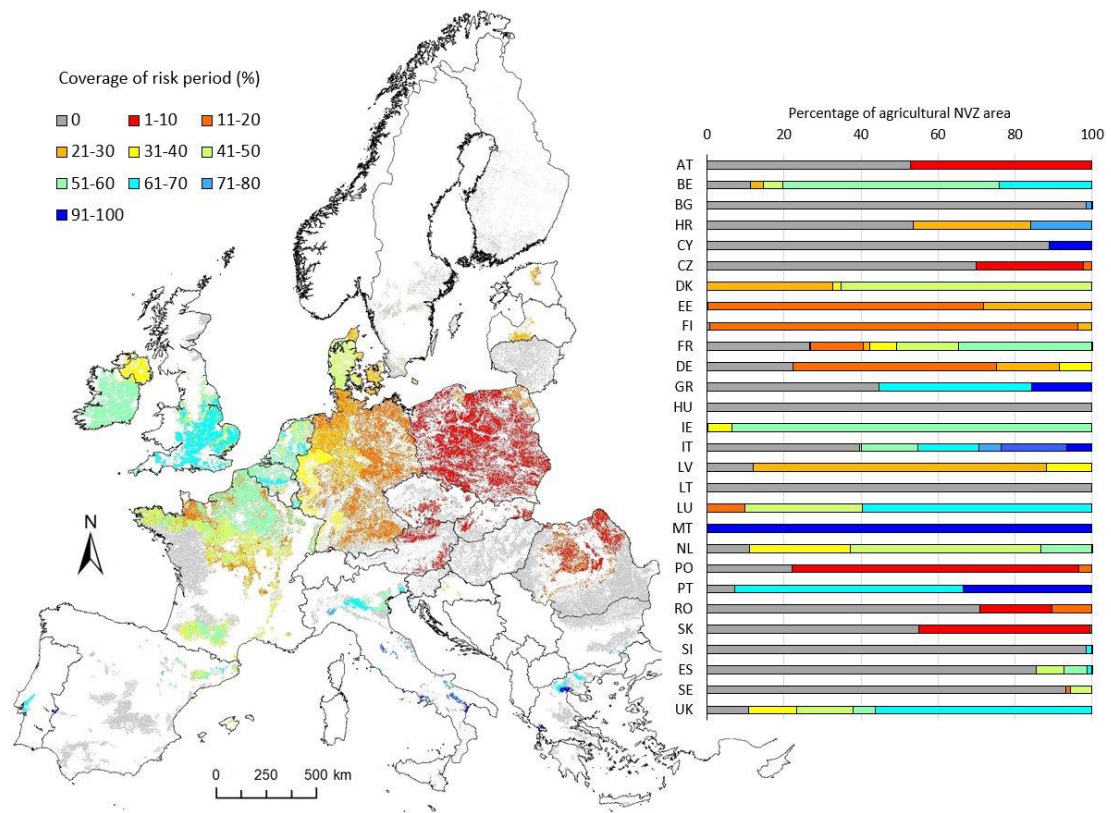 Coverage of risk period (%)
0 1-10 11-20
21-30 31-40 41-50
51-60 61-70 71-80
91-100
N
0 250 500 km
Percentage of agricultural NVZ area
0 20 40 60 80 100
AT
BE
BG
HR
CY
CZ
DK
EE
FI
FR
DE
GR
HU
IE
IT
LV
LT
LU
MT
NL
PO
PT
RO
SK
SI
ES
SE
UK